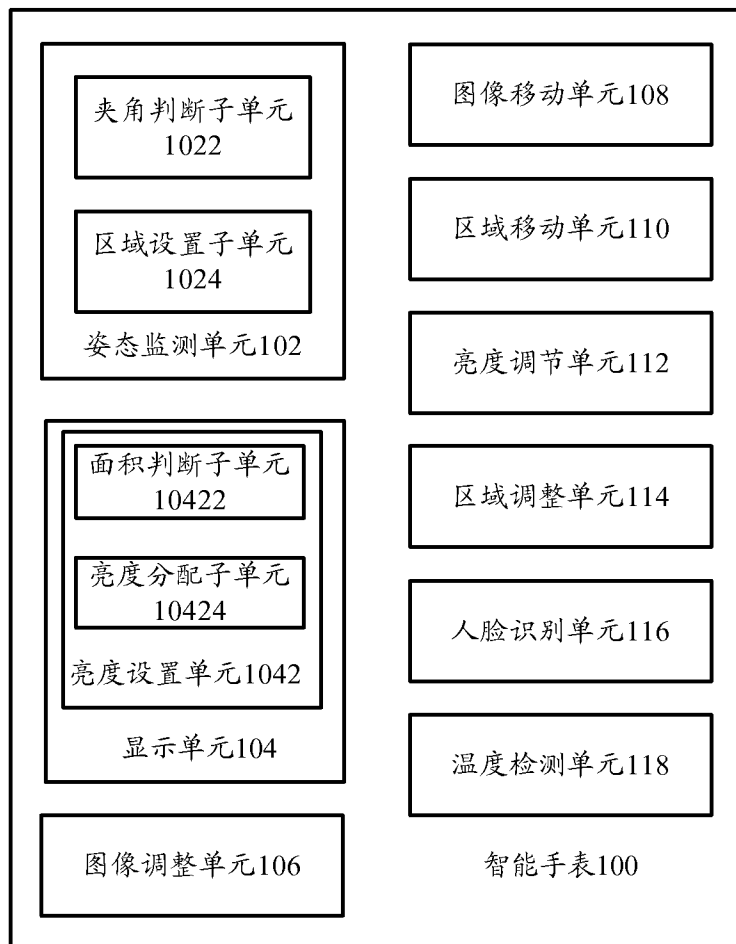 夹角判断子单元
1022
区域设置子单元
1024
姿态监测单元102
面积判断子单元
10422
亮度分配子单元
10424
亮度设置单元1042
显示单元104
图像调整单元106
图像移动单元108
区域移动单元110
亮度调节单元112
区域调整单元114
人脸识别单元116
温度检测单元118
智能手表100